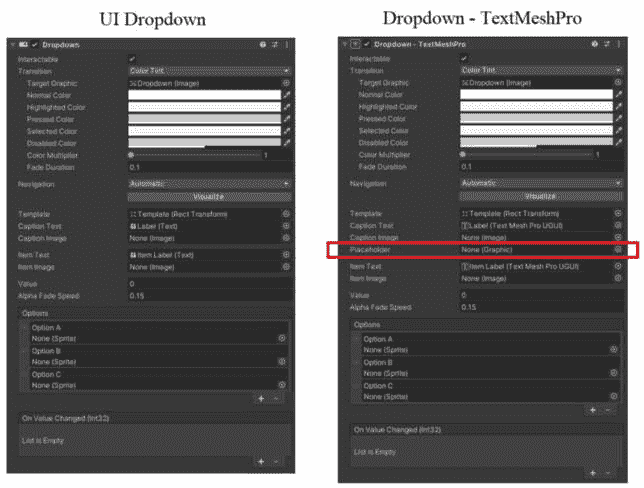 UI Dropdown
Dropdown
Interactable
Transition Color Tint
Target Graphic Dropdown (Image)
Normal Color
Highlighted Color
Pressed Color
Selected Color
Disabled Color
Color Multiplier 1
Fade Duration 0.1
Navigation Automatic
Visualize
Template Template (Rect Transform)
Caption Text Label (Text)
Caption Image None (Image)
Item Text Item Label (Text)
Item Image None (Image)
Value 0
Alpha Fade Speed 0.15
Options
Option A
None (Sprite)
Option B
None (Sprite)
Option C
None (Sprite)
+ -
On Value Changed (Int32)
List is Empty
+ -
Dropdown - TextMeshPro
Dropdown - TextMeshPro
Interactable
Transition Color Tint
Target Graphic Dropdown (Image)
Normal Color
Highlighted Color
Pressed Color
Selected Color
Disabled Color
Color Multiplier 1
Fade Duration 0.1
Navigation Automatic
Visualize
Template Template (Rect Transform)
Caption Text Label (Text Mesh Pro UGUI)
Caption Image None (Image)
Placeholder None (Graphic)
Item Text Item Label (Text Mesh Pro UGUI)
Item Image None (Image)
Value 0
Alpha Fade Speed 0.15
Options
Option A
None (Sprite)
Option B
None (Sprite)
Option C
None (Sprite)
+ -
On Value Changed (Int32)
List is Empty
+ -